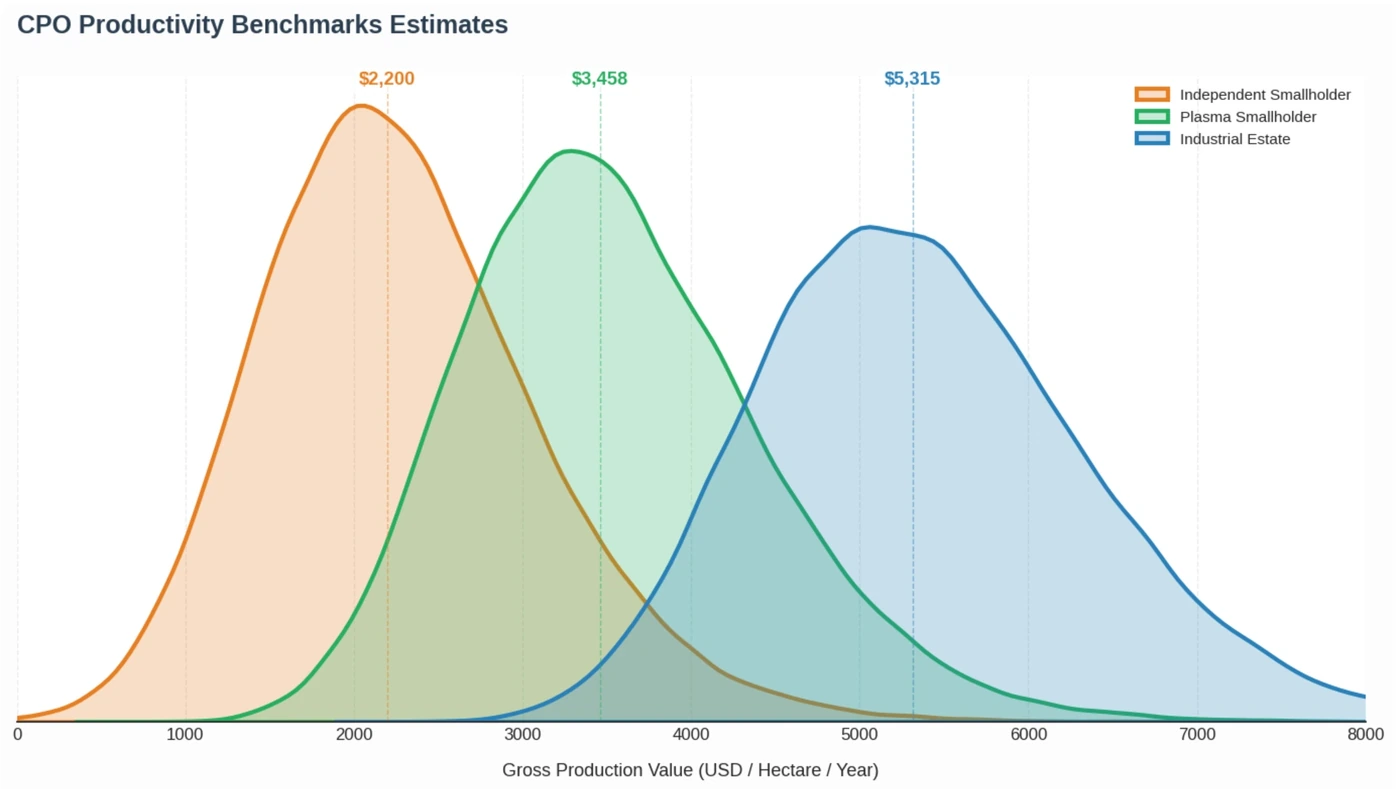 CPO Productivity Benchmarks Estimates
$2,200
$3,458
$5,315
Independent Smallholder
Plasma Smallholder
Industrial Estate
0 1000 2000 3000 4000 5000 6000 7000 8000
Gross Production Value (USD / Hectare / Year)